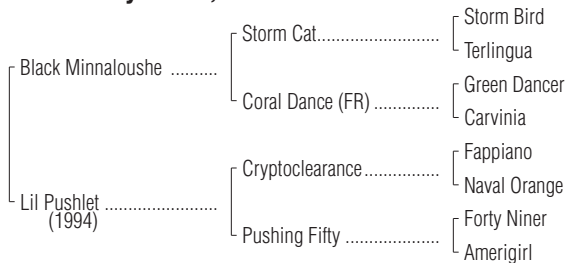 Storm Bird
Storm Cat..........................
Terlingua
Black Minnaloushe ..........
Green Dancer
Coral Dance (FR) ..............
Carvinia
Fappiano
Cryptoclearance................
Naval Orange
Lil Pushlet ........................
(1994)
Forty Niner
Pushing Fifty ....................
Amerigirl